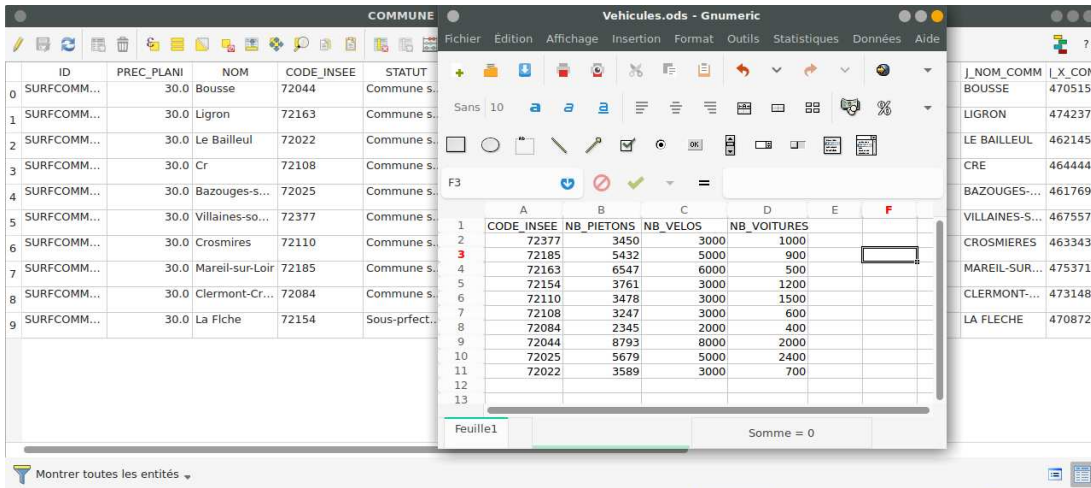 COMMUNE
Vehicules.ods - Gnumeric
Fichier Édition Affichage Insertion Format Outils Statistiques Données Aide
Sans 10
%
OK
F3
=
A B C D E F
1 CODE_INSEE NB_PIETONS NB_VELOS NB_VOITURES
2 72377 3450 3000 1000
3 72185 5432 5000 900
4 72163 6547 6000 500
5 72154 3761 3000 1200
6 72110 3478 3000 1500
7 72108 3247 3000 600
8 72084 2345 2000 400
9 72044 8793 8000 2000
10 72025 5679 5000 2400
11 72022 3589 3000 700
12
13
Feuille1
Somme = 0
ID PREC_PLANI NOM CODE_INSEE STATUT J_NOM_COMM J_X_COM
0 SURFCOMM... 30.0 Bousse 72044 Commune s... BOUSSE 470515
1 SURFCOMM... 30.0 Ligron 72163 Commune s... LIGRON 474237
2 SURFCOMM... 30.0 Le Bailleul 72022 Commune s... LE BAILLEUL 462145
3 SURFCOMM... 30.0 Cr 72108 Commune s... CRE 464444
4 SURFCOMM... 30.0 Bazouges-s... 72025 Commune s... BAZOUGES-... 461769
5 SURFCOMM... 30.0 Villaines-so... 72377 Commune s... VILLAINES-S... 467557
6 SURFCOMM... 30.0 Crosmires 72110 Commune s... CROSMIERES 463343
7 SURFCOMM... 30.0 Mareil-sur-Loir 72185 Commune s... MAREIL-SUR... 475371
8 SURFCOMM... 30.0 Clermont-Cr... 72084 Commune s... CLERMONT-... 473148
9 SURFCOMM... 30.0 La Flche 72154 Sous-prfect... LA FLECHE 470872
Montrer toutes les entités